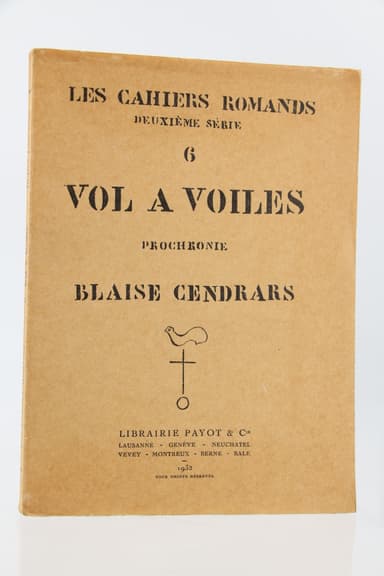 LES CAHIERS ROMANDS
DEUXIÈME SÉRIE
6
VOL A VOILES
PROCHRONIE
BLAISE CENDRARS
LIBRAIRIE PAYOT & Cie
LAUSANNE - GENÈVE - NEUCHATEL
VEVEY - MONTREUX - BERNE - BALE
1932
TOUS DROITS RÉSERVÉS.